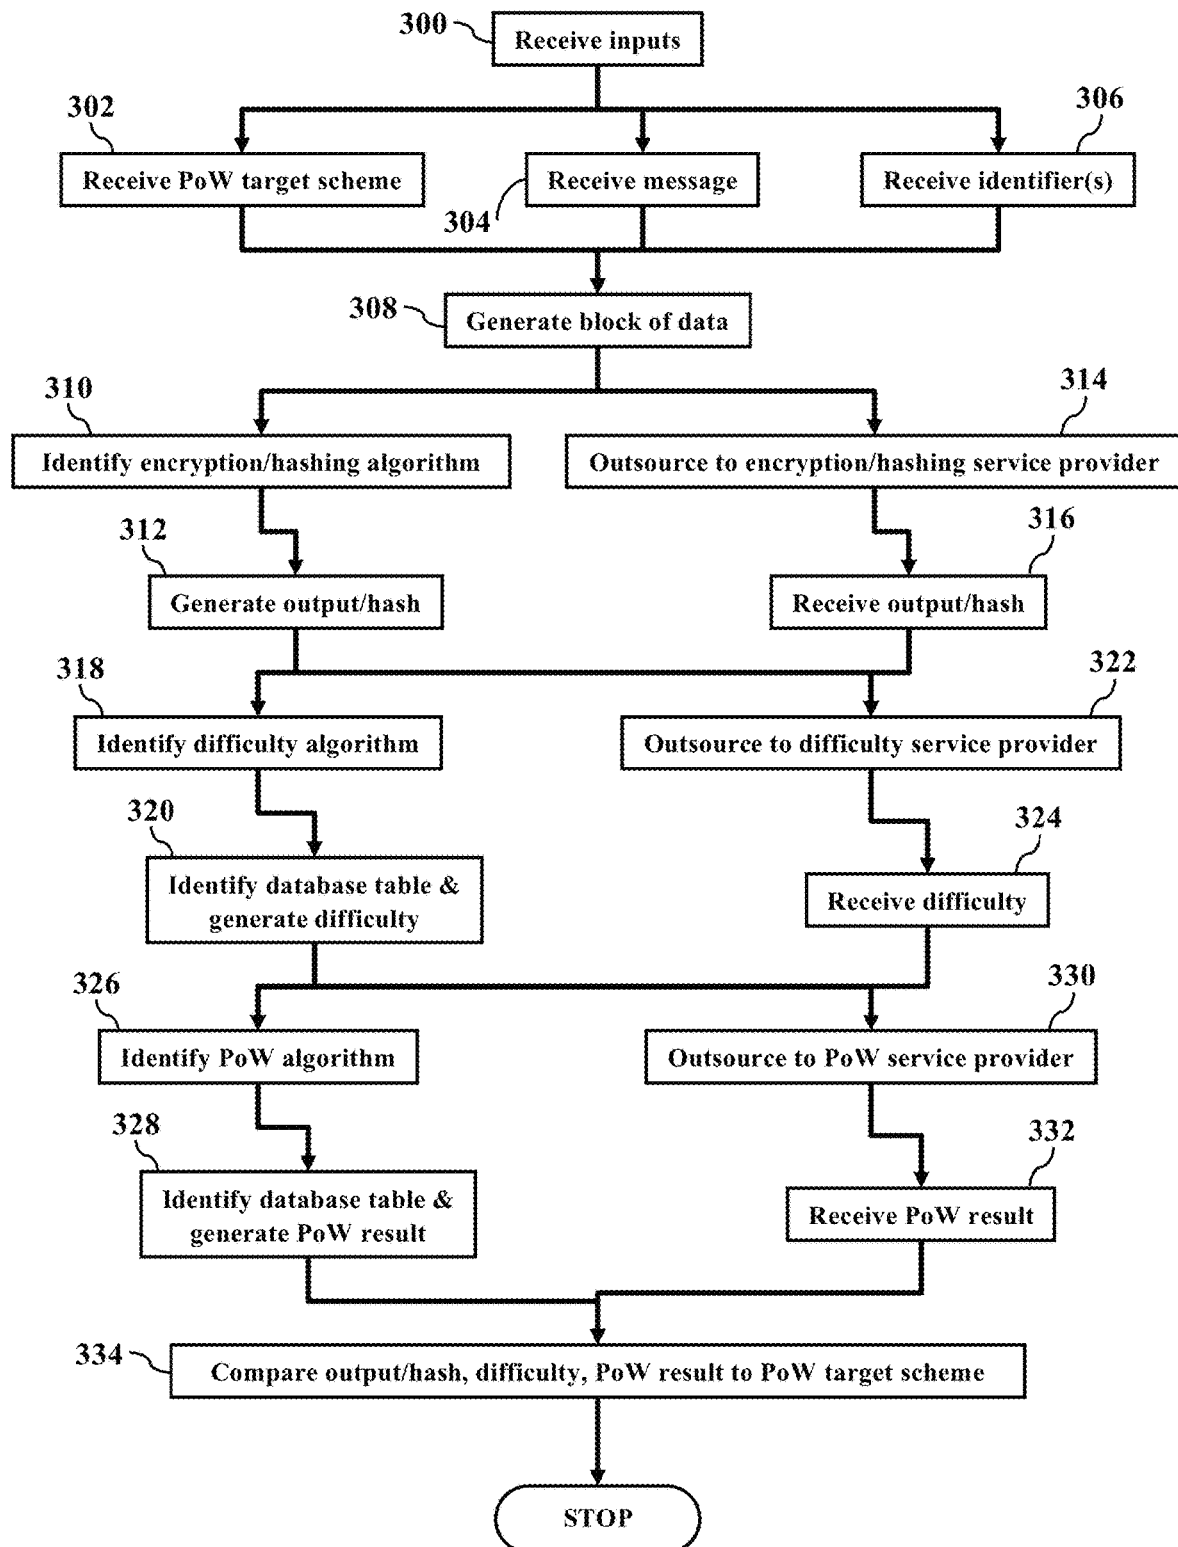 300
Receive inputs
302
306
Receive PoW target scheme
Receive message
Receive identifier(s)
304
308
Generate block of data
310
314
Identify encryption/hashing algorithm
Outsource to encryption/hashing service provider
312
316
Generate output/hash
Receive output/hash
318
322
Identify difficulty algorithm
Outsource to difficulty service provider
320
324
Identify database table &
generate difficulty
Receive difficulty
326
330
Identify PoW algorithm
Outsource to PoW service provider
328
332
Identify database table &
generate PoW result
Receive PoW result
334
Compare output/hash, difficulty, PoW result to PoW target scheme
STOP